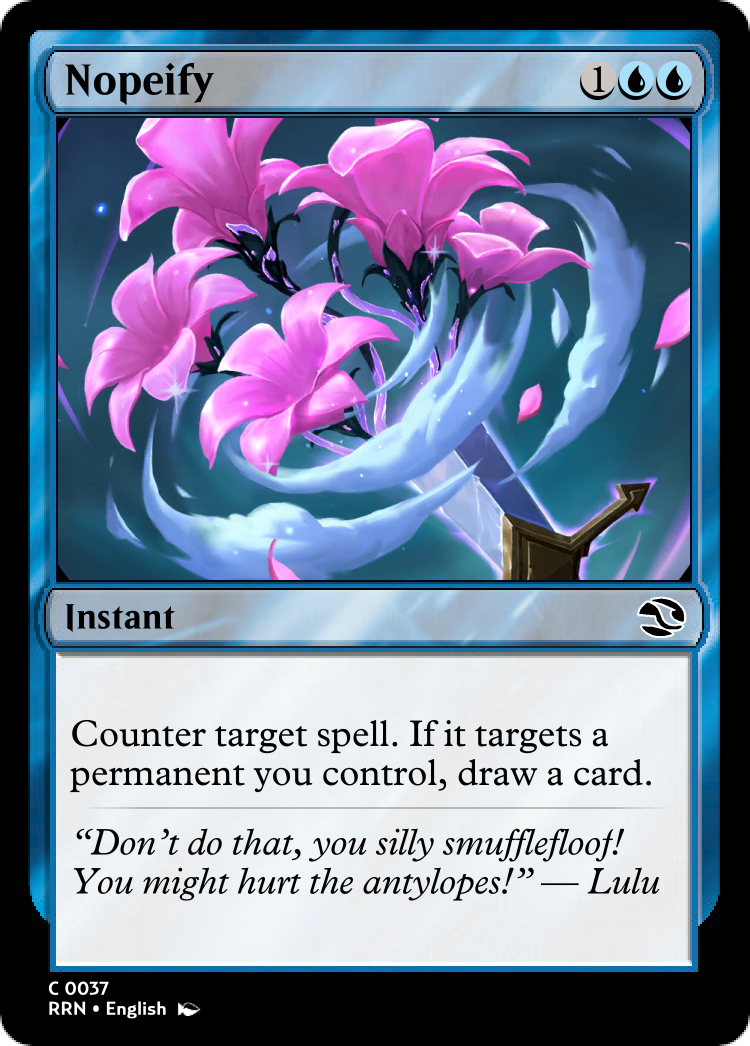 Nopeify 1
Instant
Counter target spell. If it targets a
permanent you control, draw a card.
“Don’t do that, you silly smufflefloof!
You might hurt the antylopes!” — Lulu
C 0037
RRN • English